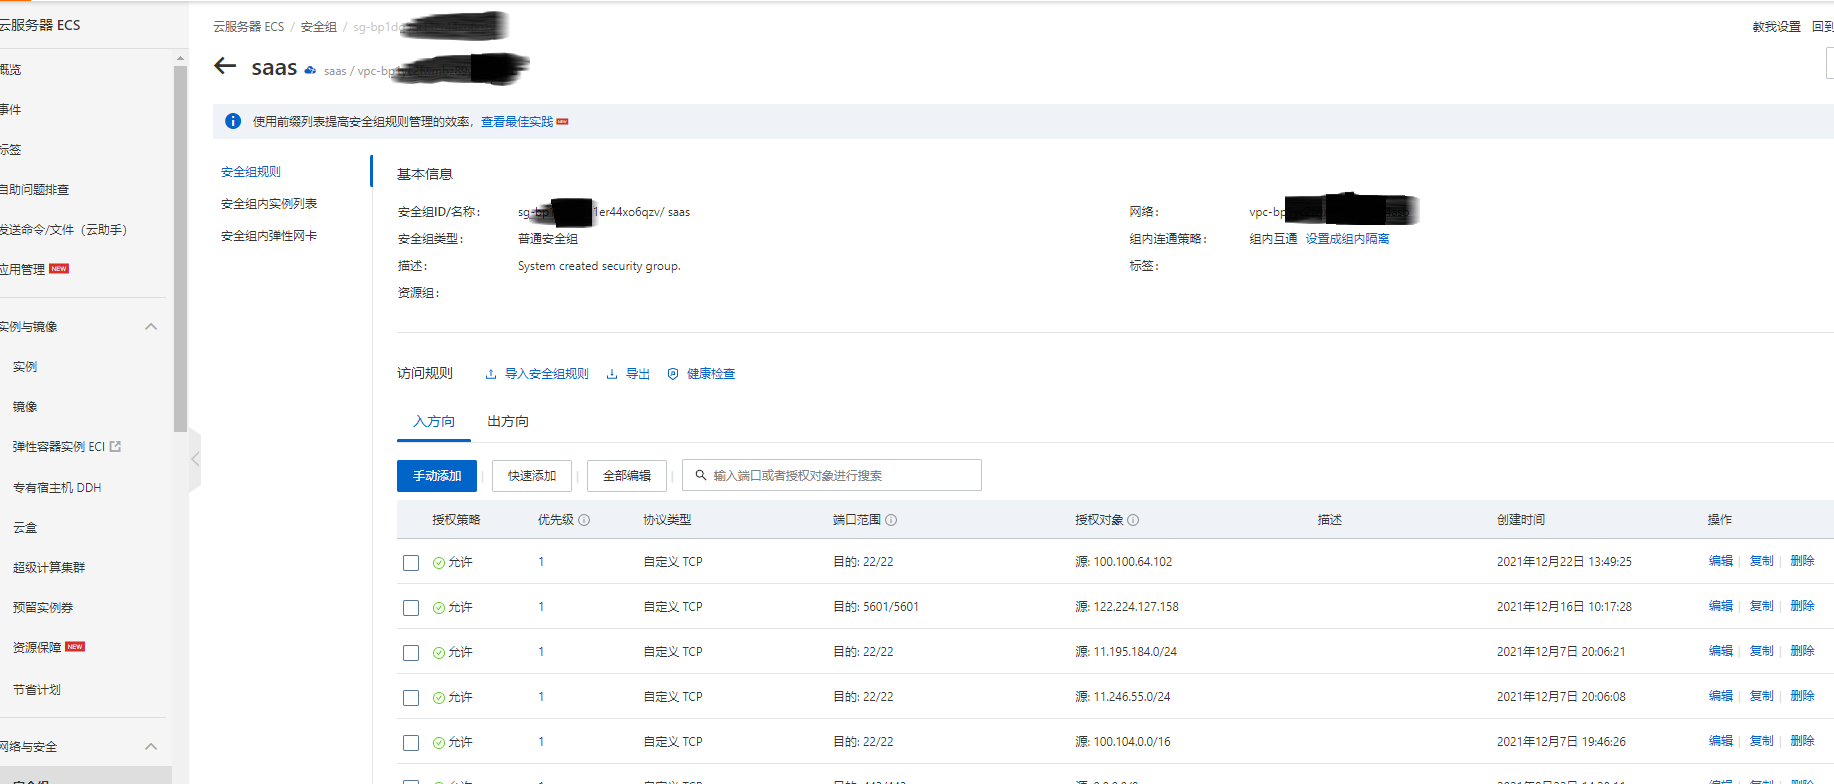 云服务器 ECS
概览
事件
标签
自助问题排查
发送命令/文件（云助手）
应用管理 NEW
实例与镜像
实例
镜像
弹性容器实例 ECI
专有宿主机 DDH
云盒
超级计算集群
预留实例券
资源保障 NEW
节省计划
网络与安全
安全组
云服务器 ECS / 安全组 / sg-bp1d
教我设置 回到
saas saas / vpc-bp1
使用前缀列表提高安全组规则管理的效率，查看最佳实践 NEW
安全组规则
安全组内实例列表
安全组内弹性网卡
基本信息
安全组ID/名称： sg-bp 1er44xo6qzv/ saas
网络： vpc-bp
安全组类型： 普通安全组
组内连通策略： 组内互通 设置成组内隔离
描述： System created security group.
标签：
资源组：
访问规则 导入安全组规则 导出 健康检查
入方向 出方向
手动添加 快速添加 全部编辑 输入端口或者授权对象进行搜索
授权策略 优先级 协议类型 端口范围 授权对象 描述 创建时间 操作
允许 1 自定义 TCP 目的: 22/22 源: 100.100.64.102 2021年12月22日 13:49:25 编辑 复制 删除
允许 1 自定义 TCP 目的: 5601/5601 源: 122.224.127.158 2021年12月16日 10:17:28 编辑 复制 删除
允许 1 自定义 TCP 目的: 22/22 源: 11.195.184.0/24 2021年12月7日 20:06:21 编辑 复制 删除
允许 1 自定义 TCP 目的: 22/22 源: 11.246.55.0/24 2021年12月7日 20:06:08 编辑 复制 删除
允许 1 自定义 TCP 目的: 22/22 源: 100.104.0.0/16 2021年12月7日 19:46:26 编辑 复制 删除